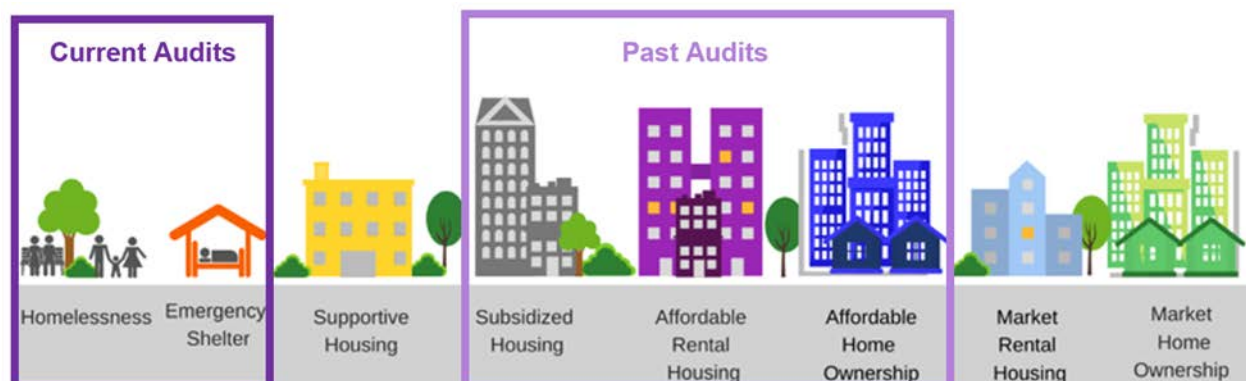 Current Audits
Past Audits
Homelessness
Emergency
Shelter
Supportive
Housing
Subsidized
Housing
Affordable
Rental
Housing
Affordable
Home
Ownership
Market
Rental
Housing
Market
Home
Ownership